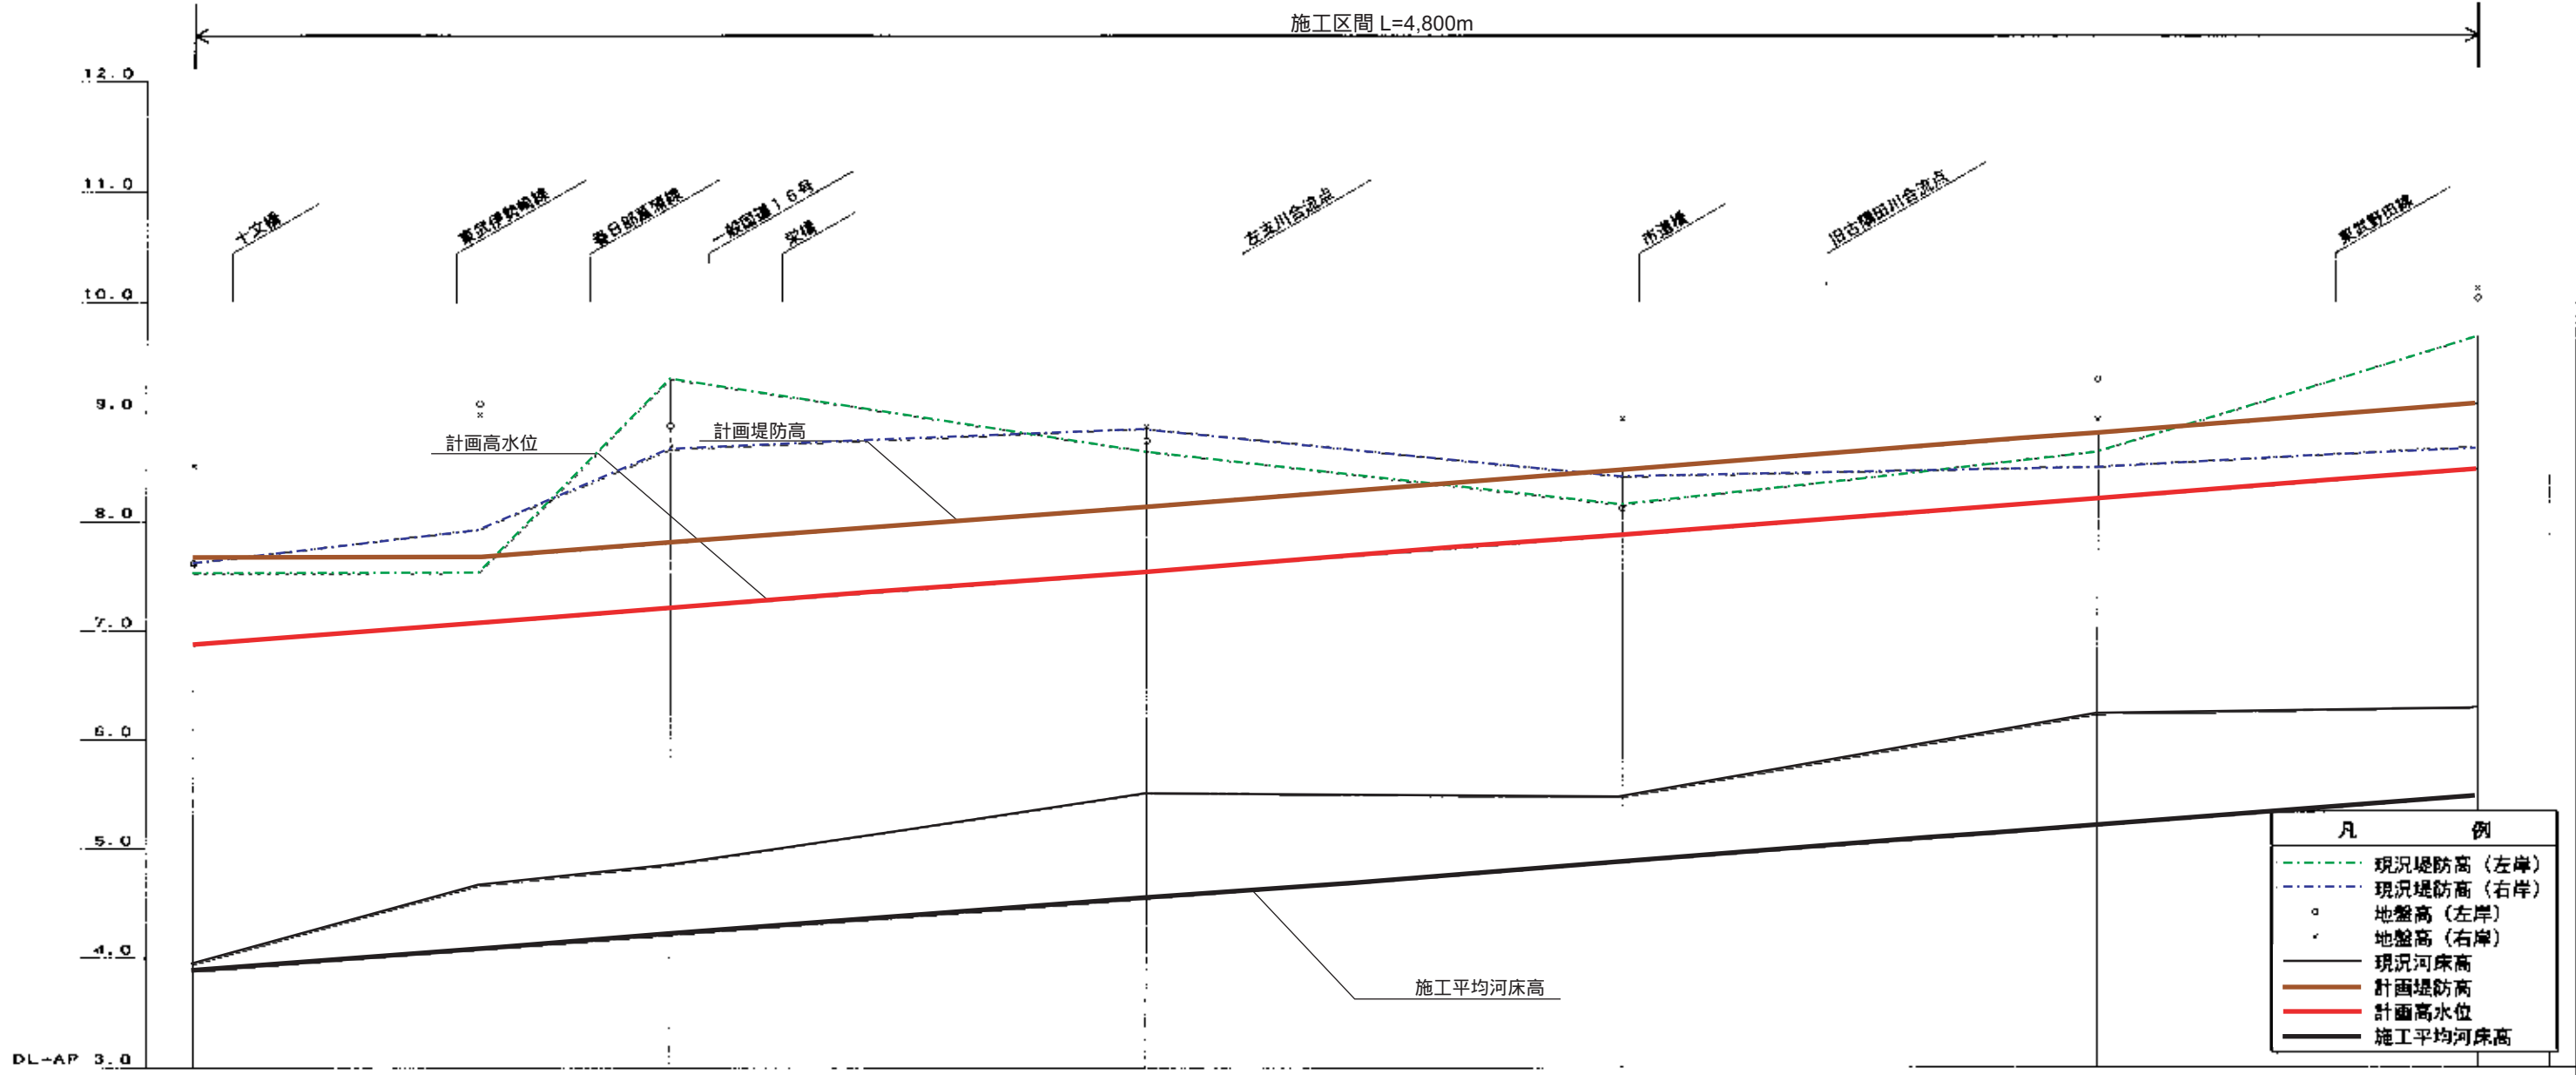 施工区間 L=4,800m
12.0
11.0
10.0
9.0
8.0
7.0
6.0
5.0
4.0
DL=AP 3.0
十文橋
東武伊勢崎線
一般国道16号
栄橋
左支川合流点
市道橋
旧古隅田川合流点
東武野田線
計画高水位
計画堤防高
施工平均河床高
凡 例
現況堤防高(左岸)
現況堤防高(右岸)
地盤高(左岸)
地盤高(右岸)
現況河床高
計画堤防高
計画高水位
施工平均河床高